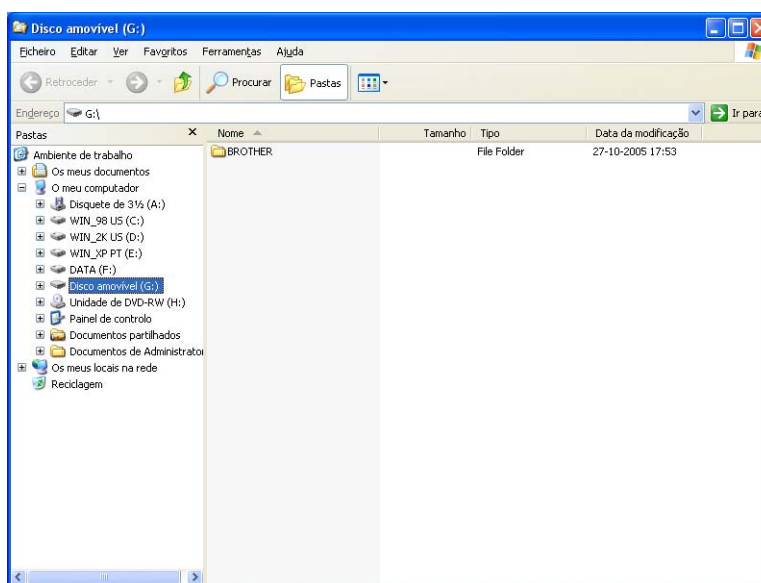 Disco amovível (G:)
Ficheiro Editar Ver Favoritos Ferramentas Ajuda
Retroceder Procurar Pastas
Endereço G:\ Ir para
Pastas Nome Tamanho Tipo Data da modificação
Ambiente de trabalho BROTHER File Folder 27-10-2005 17:53
Os meus documentos
O meu computador
Disquete de 3½ (A:)
WIN_98 US (C:)
WIN_2K US (D:)
WIN_XP PT (E:)
DATA (F:)
Disco amovível (G:)
Unidade de DVD-RW (H:)
Painel de controlo
Documentos partilhados
Documentos de Administrator
Os meus locais na rede
Reciclagem